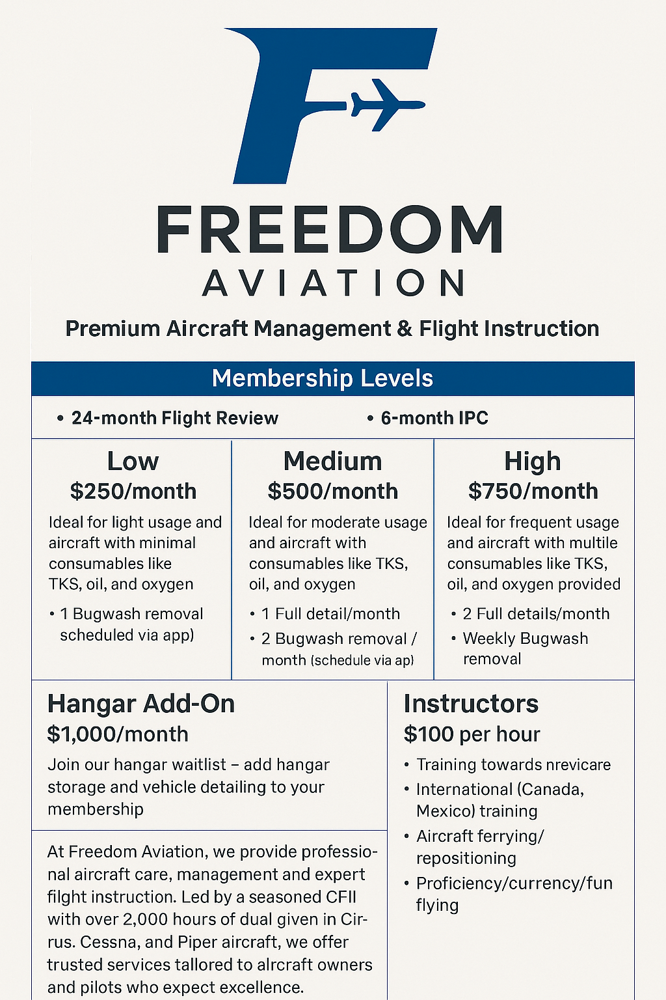 FREEDOM
AVIATION
Premium Aircraft Management & Flight Instruction
Membership Levels
• 24-month Flight Review
• 6-month IPC
Low
$250/month
Ideal for light usage and
aircraft with minimal
consumables like
TKS, oil, and oxygen
• 1 Bugwash removal
scheduled via app)
Medium
$500/month
Ideal for moderate usage
and aircraft with
consumables like TKS,
oil, and oxygen
• 1 Full detail/month
• 2 Bugwash removal /
month (schedule via ap)
High
$750/month
Ideal for frequent usage
and aircraft with multile
consumables like TKS,
oil, and oxygen provided
• 2 Full details/month
• Weekly Bugwash
removal
Hangar Add-On
$1,000/month
Join our hangar waitlist – add hangar
storage and vehicle detailing to your
membership
At Freedom Aviation, we provide professio-
nal aircraft care, management and expert
filght instruction. Led by a seasoned CFII
with over 2,000 hours of dual given in Cir-
rus. Cessna, and Piper aircraft, we offer
trusted services tallored to alrcraft owners
and pilots who expect excellence.
Instructors
$100 per hour
• Training towards nrevicare
• International (Canada,
Mexico) training
• Aircraft ferrying/
repositioning
• Proficiency/currency/fun
flying